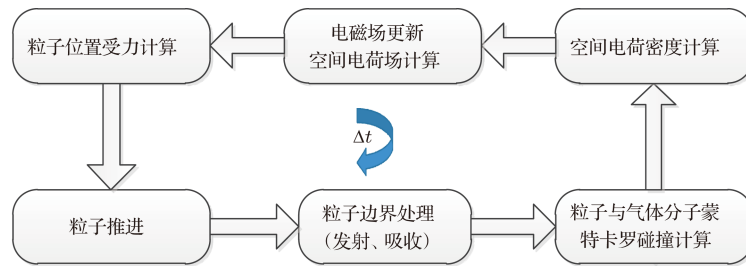 粒子位置受力计算
电磁场更新
空间电荷场计算
空间电荷密度计算
Δt
粒子推进
粒子边界处理
（发射、吸收）
粒子与气体分子蒙
特卡罗碰撞计算